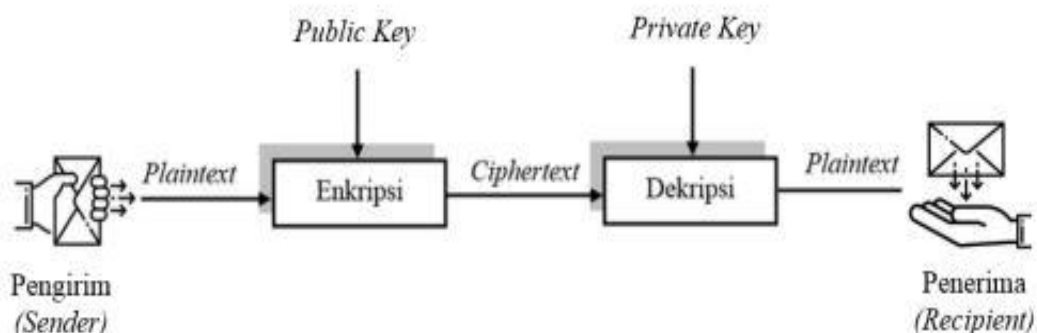 Public Key
Private Key
Plaintext
Enkripsi
Ciphertext
Dekripsi
Plaintext
Pengirim
(Sender)
Penerima
(Recipient)